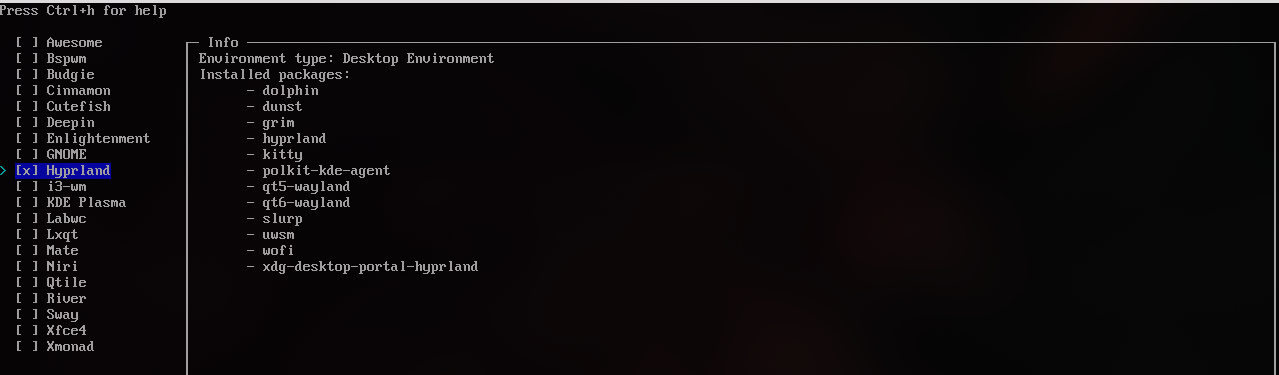 Press Ctrl+h for help
[ ] Awesome
[ ] Bspwm
[ ] Budgie
[ ] Cinnamon
[ ] Cutefish
[ ] Deepin
[ ] Enlightenment
[ ] GNOME
> [x] Hyprland
[ ] i3-wm
[ ] KDE Plasma
[ ] Labwc
[ ] Lxqt
[ ] Mate
[ ] Niri
[ ] Qtile
[ ] River
[ ] Sway
[ ] Xfce4
[ ] Xmonad
Info
Environment type: Desktop Environment
Installed packages:
- dolphin
- dunst
- grim
- hyprland
- kitty
- polkit-kde-agent
- qt5-wayland
- qt6-wayland
- slurp
- uwsm
- wofi
- xdg-desktop-portal-hyprland